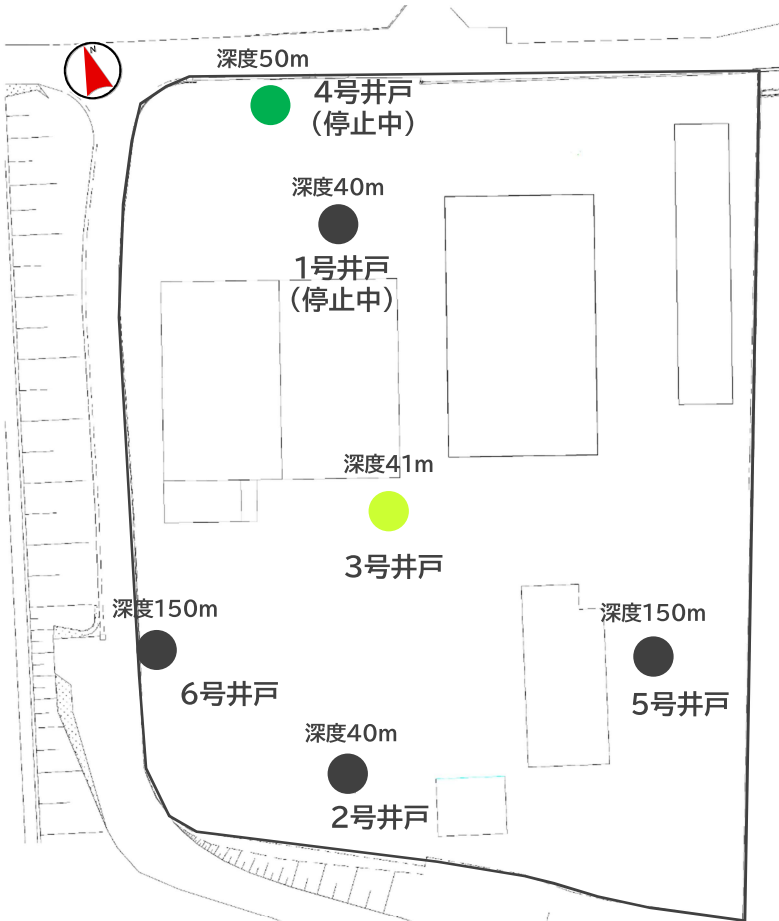 N
深度50m
4号井戸
（停止中）
深度40m
1号井戸
（停止中）
深度41m
3号井戸
深度150m
6号井戸
深度150m
5号井戸
深度40m
2号井戸